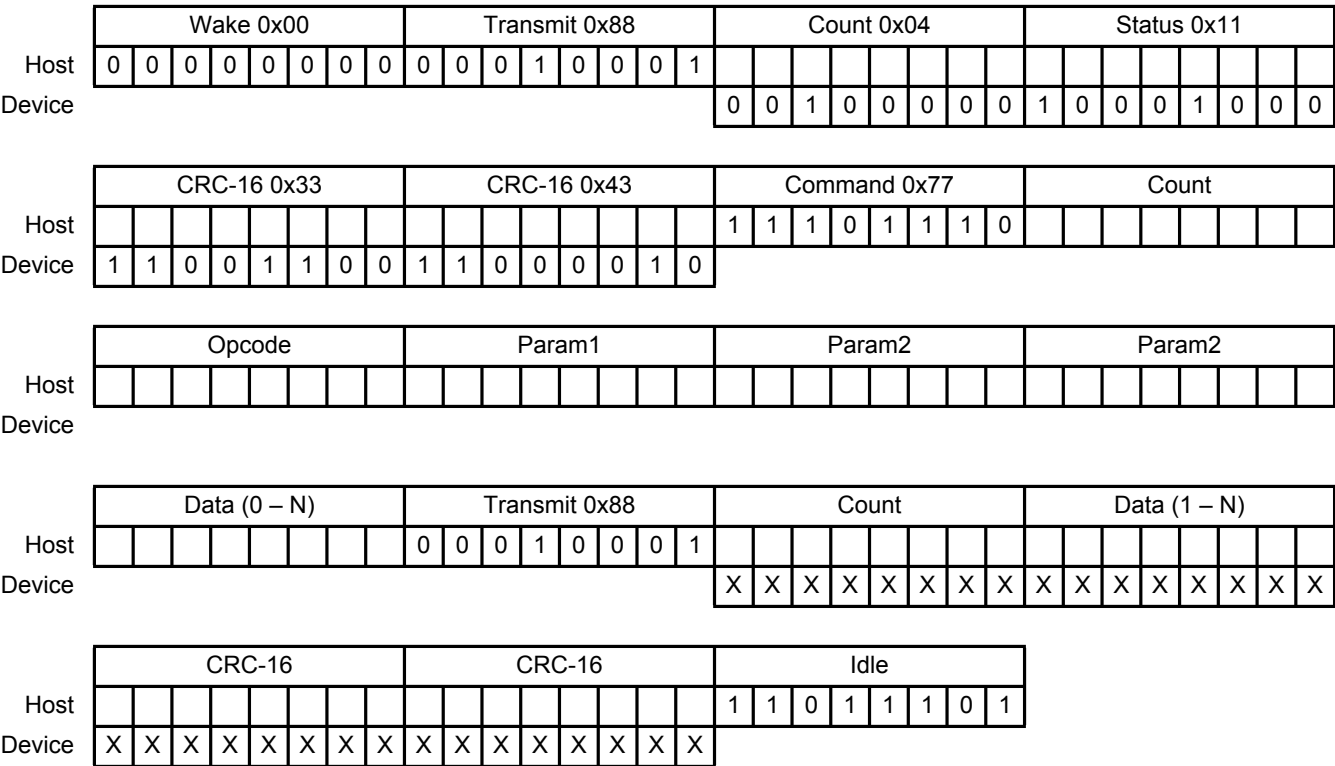 Wake 0x00 Transmit 0x88 Count 0x04 Status 0x11
Host 0 0 0 0 0 0 0 0 0 0 0 1 0 0 0 1
Device 0 0 1 0 0 0 0 0 1 0 0 0 1 0 0 0
CRC-16 0x33 CRC-16 0x43 Command 0x77 Count
Host 1 1 1 0 1 1 1 0
Device 1 1 0 0 1 1 0 0 1 1 0 0 0 0 1 0
Opcode Param1 Param2 Param2
Host
Device
Data (0 – N) Transmit 0x88 Count Data (1 – N)
Host 0 0 0 1 0 0 0 1
Device X X X X X X X X X X X X X X X X
CRC-16 CRC-16 Idle
Host 1 1 0 1 1 1 0 1
Device X X X X X X X X X X X X X X X X